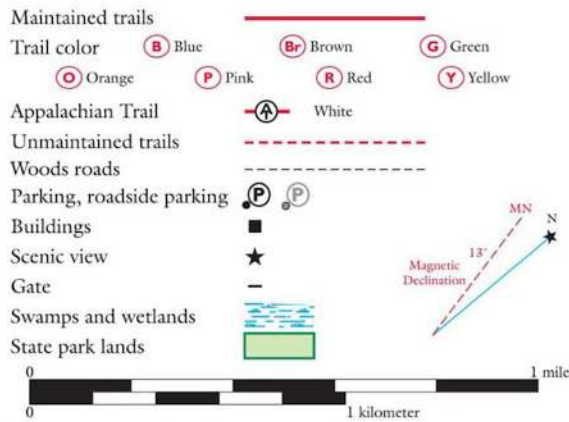 Maintained trails
Trail color B Blue Br Brown G Green
O Orange P Pink R Red Y Yellow
Appalachian Trail White
Unmaintained trails
Woods roads
Parking, roadside parking P P
Buildings
Scenic view
Gate
Swamps and wetlands
State park lands
MN N
13°
Magnetic
Declination
0 1 mile
0 1 kilometer